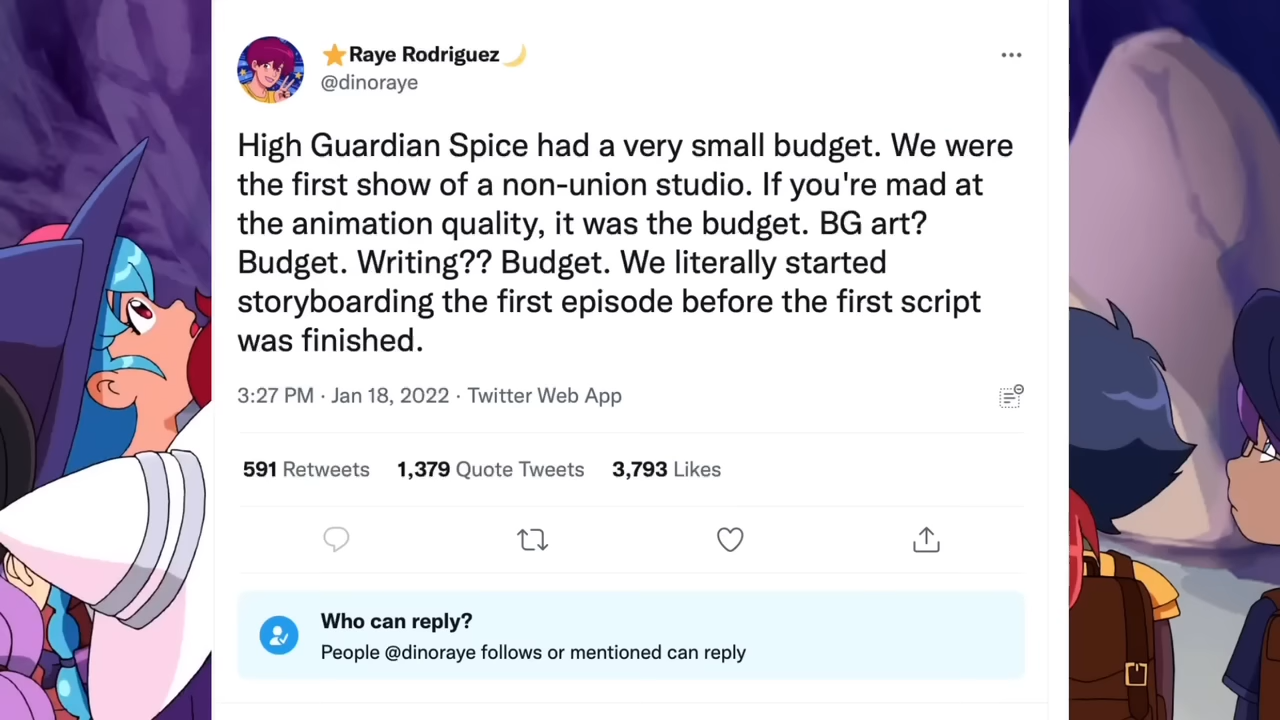 ⭐Raye Rodriguez🌙
@dinoraye
High Guardian Spice had a very small budget. We were
the first show of a non-union studio. If you're mad at
the animation quality, it was the budget. BG art?
Budget. Writing?? Budget. We literally started
storyboarding the first episode before the first script
was finished.
3:27 PM · Jan 18, 2022 · Twitter Web App
591 Retweets 1,379 Quote Tweets 3,793 Likes
Who can reply?
People @dinoraye follows or mentioned can reply